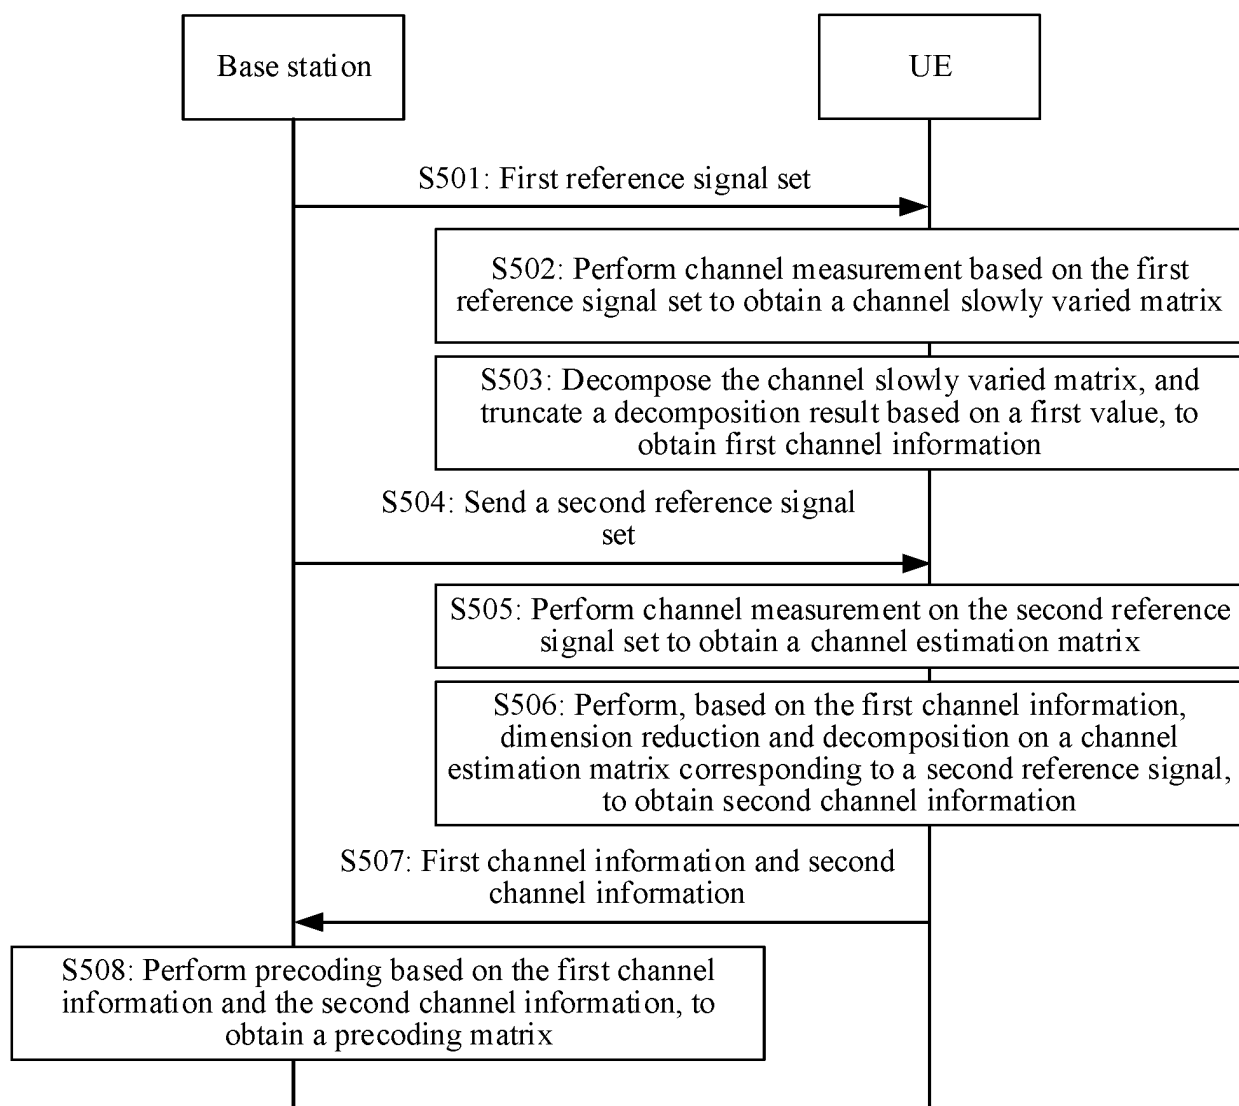 Base station
UE
S501: First reference signal set
S502: Perform channel measurement based on the first
reference signal set to obtain a channel slowly varied matrix
S503: Decompose the channel slowly varied matrix, and
truncate a decomposition result based on a first value, to
obtain first channel information
S504: Send a second reference signal
set
S505: Perform channel measurement on the second reference
signal set to obtain a channel estimation matrix
S506: Perform, based on the first channel information,
dimension reduction and decomposition on a channel
estimation matrix corresponding to a second reference signal,
to obtain second channel information
S507: First channel information and second
channel information
S508: Perform precoding based on the first channel
information and the second channel information, to
obtain a precoding matrix